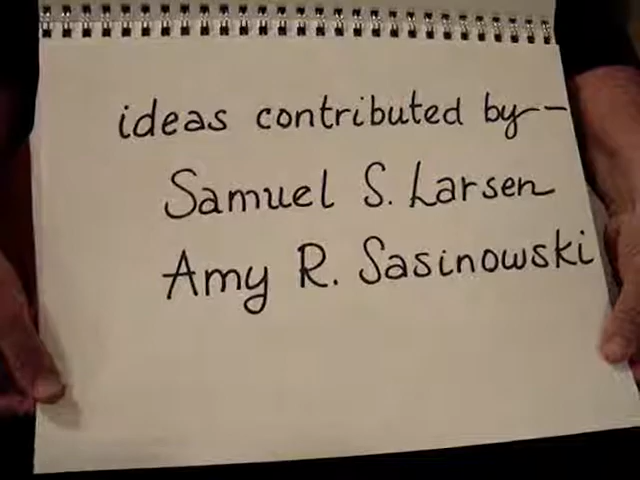 ideas contributed by—
Samuel S. Larsen
Amy R. Sasinowski